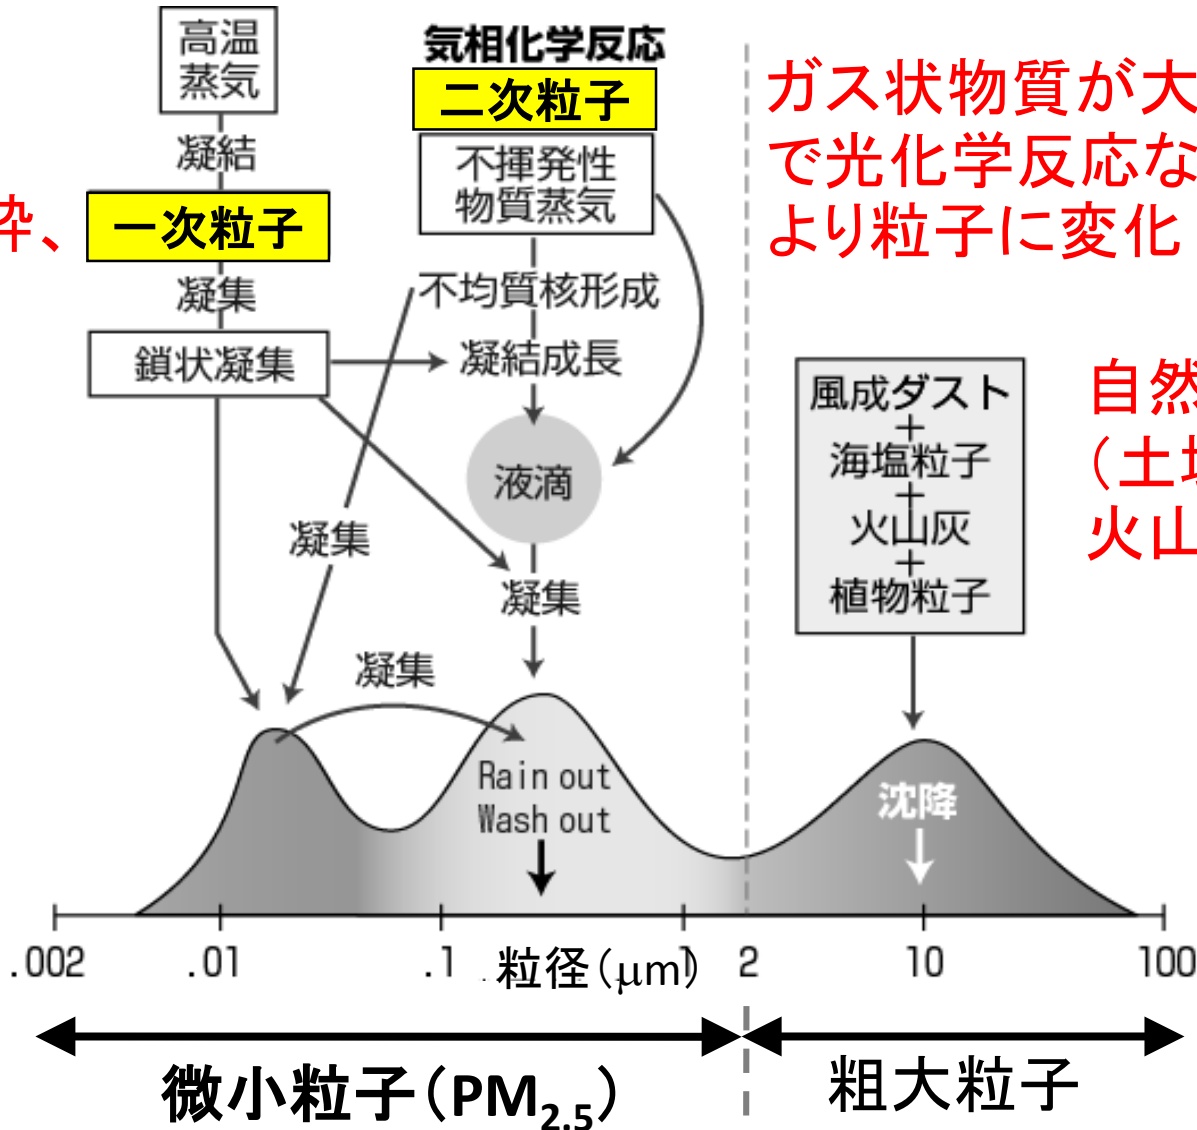 高温
蒸気
凝結
砕、
一次粒子
凝集
鎖状凝集
気相化学反応
二次粒子
不揮発性
物質蒸気
不均質核形成
凝結成長
液滴
凝集
凝集
凝集
ガス状物質が大
で光化学反応な
より粒子に変化
風成ダスト
+
海塩粒子
+
火山灰
+
植物粒子
自然
(土
火山
Rain out
Wash out
沈降
.002 .01 .1 1 2 10 100
粒径(μm)
微小粒子(PM2.5)
粗大粒子